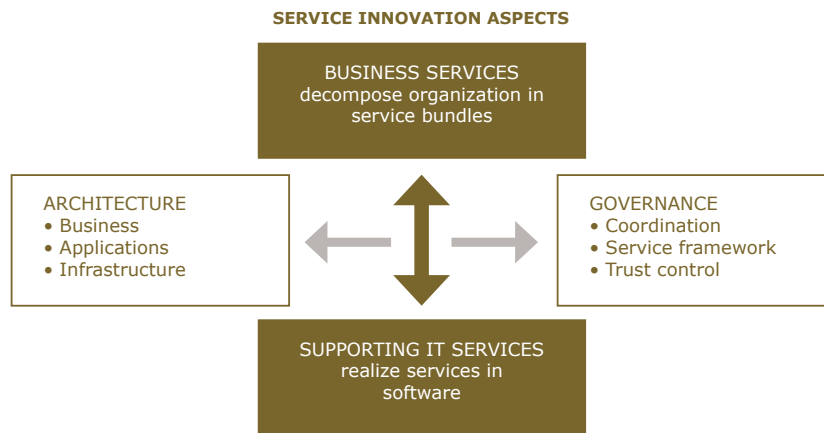 SERVICE INNOVATION ASPECTS
BUSINESS SERVICES
decompose organization in
service bundles
ARCHITECTURE
• Business
• Applications
• Infrastructure
GOVERNANCE
• Coordination
• Service framework
• Trust control
SUPPORTING IT SERVICES
realize services in
software